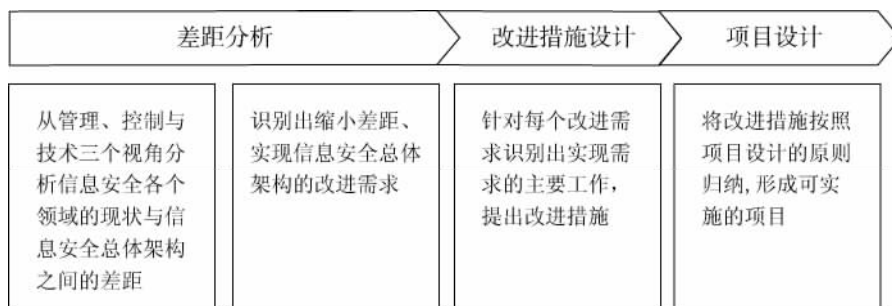 差距分析
改进措施设计
项目设计
从管理、控制与
技术三个视角分
析信息安全各个
领域的现状与信
息安全总体架构
之间的差距
识别出缩小差距、
实现信息安全总体
架构的改进需求
针对每个改进需
求识别出实现需
求的主要工作，
提出改进措施
将改进措施按照
项目设计的原则
归纳,形成可实
施的项目